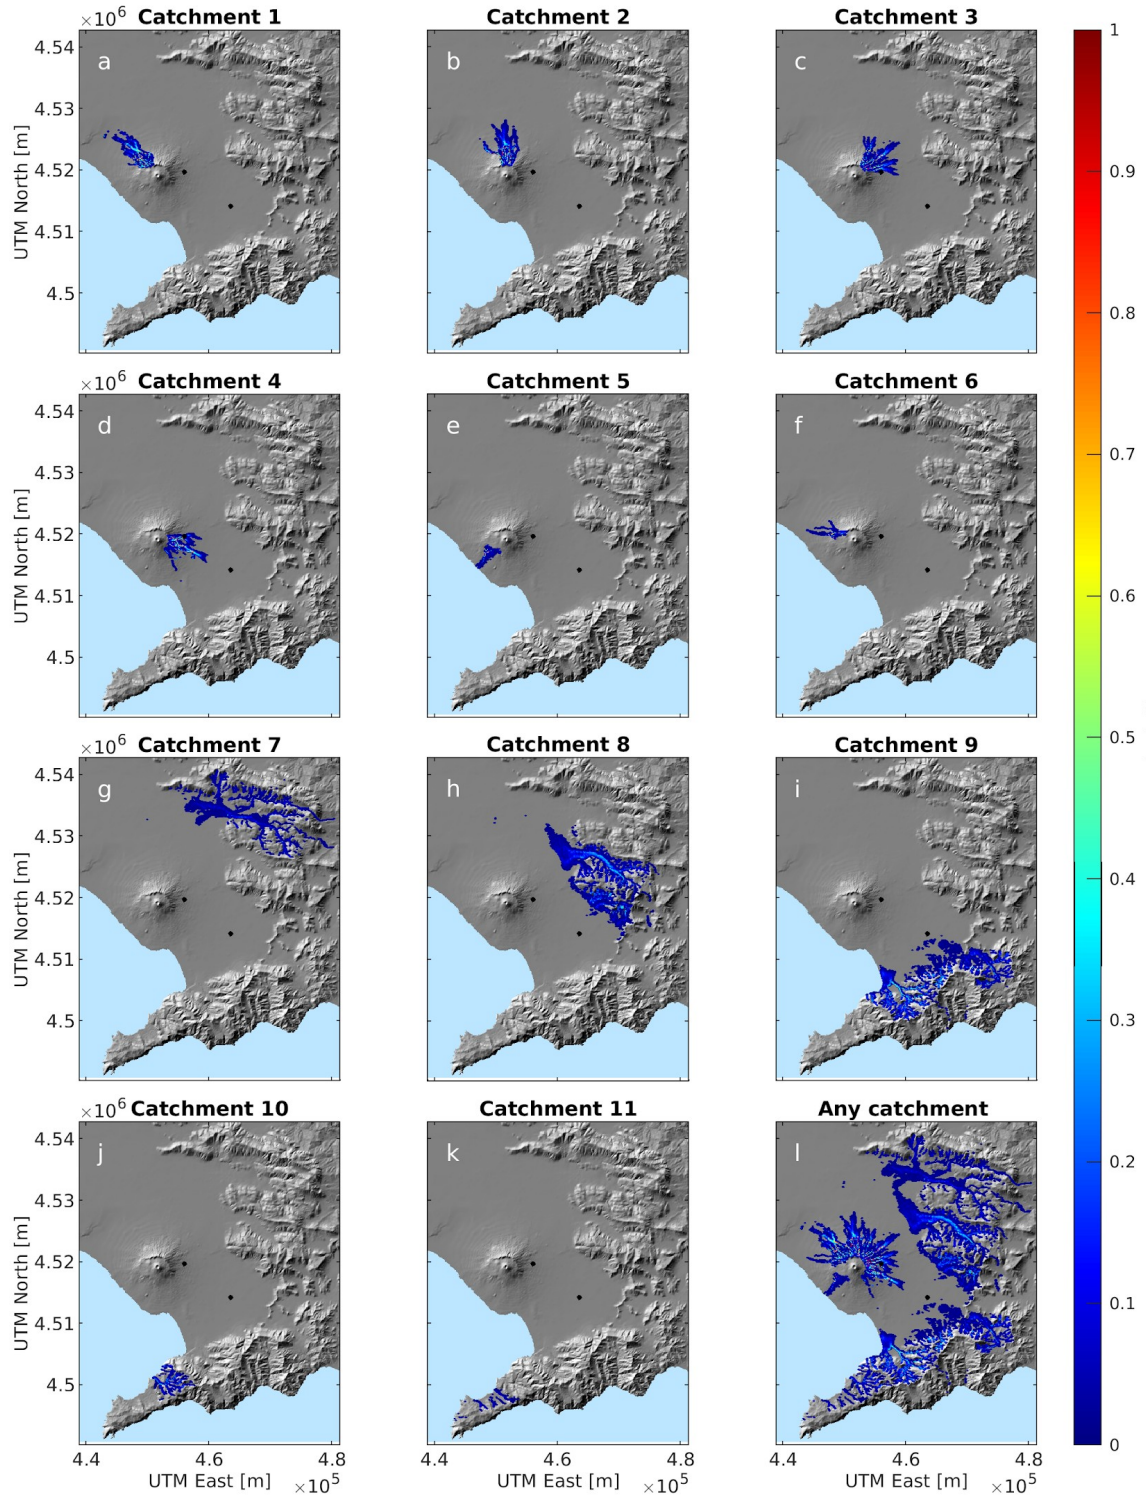 ×10⁶ Catchment 1 Catchment 2 Catchment 3
a b c
4.54
4.53
4.52
4.51
4.5
UTM North [m]
×10⁶ Catchment 4 Catchment 5 Catchment 6
d e f
4.54
4.53
4.52
4.51
4.5
UTM North [m]
×10⁶ Catchment 7 Catchment 8 Catchment 9
g h i
4.54
4.53
4.52
4.51
4.5
UTM North [m]
×10⁶ Catchment 10 Catchment 11 Any catchment
j k l
4.54
4.53
4.52
4.51
4.5
UTM North [m]
4.4 4.6 4.8 4.4 4.6 4.8 4.4 4.6 4.8
UTM East [m] ×10⁵ UTM East [m] ×10⁵ UTM East [m] ×10⁵
1
0.9
0.8
0.7
0.6
0.5
0.4
0.3
0.2
0.1
0